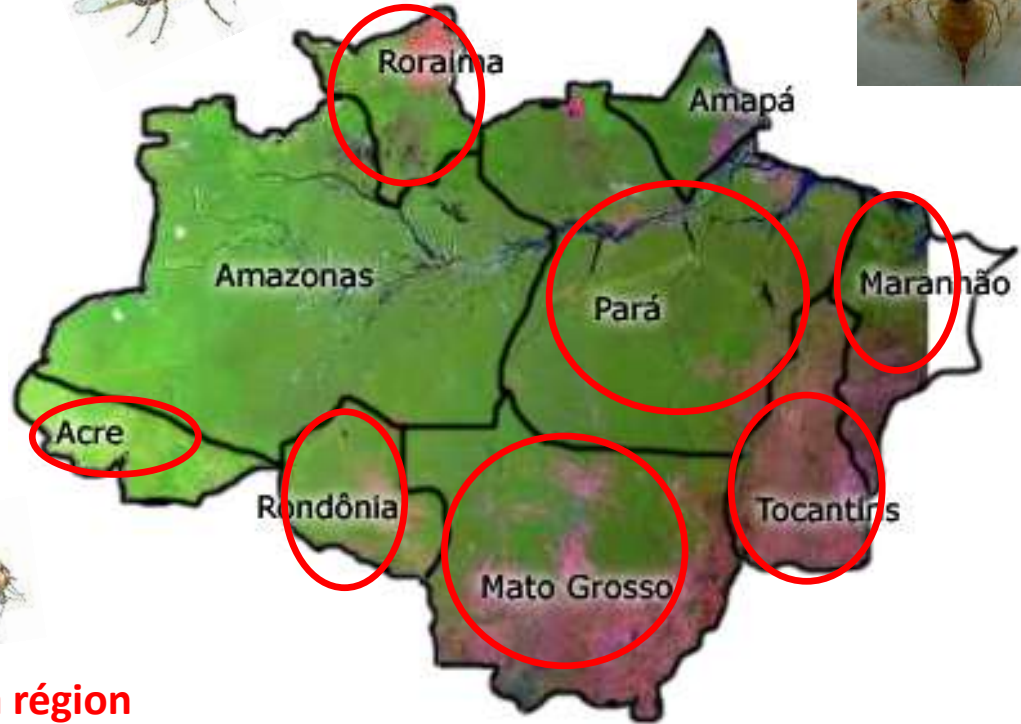 Roraima
Amapá
Amazonas
Pará
Maranhão
Acre
Rondônia
Tocantins
Mato Grosso
région